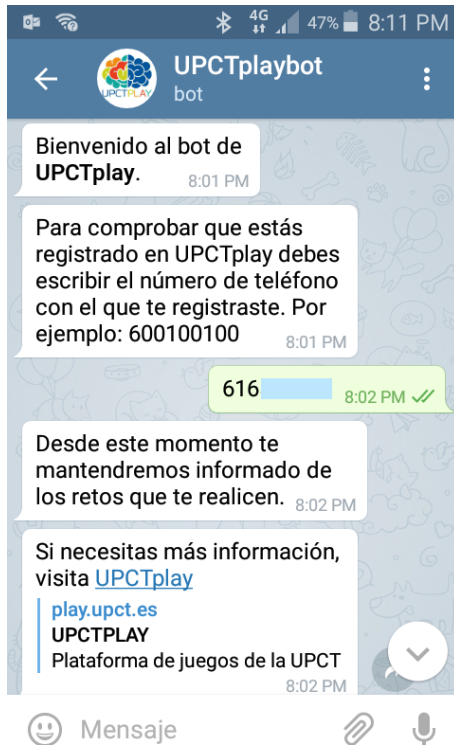 4G 47% 8:11 PM
UPCTplaybot
UPCTPLAY
bot
Bienvenido al bot de
UPCTplay.
8:01 PM
Para comprobar que estás
registrado en UPCTplay debes
escribir el número de teléfono
con el que te registraste. Por
ejemplo: 600100100
8:01 PM
616
8:02 PM
Desde este momento te
mantendremos informado de
los retos que te realicen.
8:02 PM
Si necesitas más información,
visita UPCTplay
play.upct.es
UPCTPLAY
Plataforma de juegos de la UPCT
8:02 PM
Mensaje